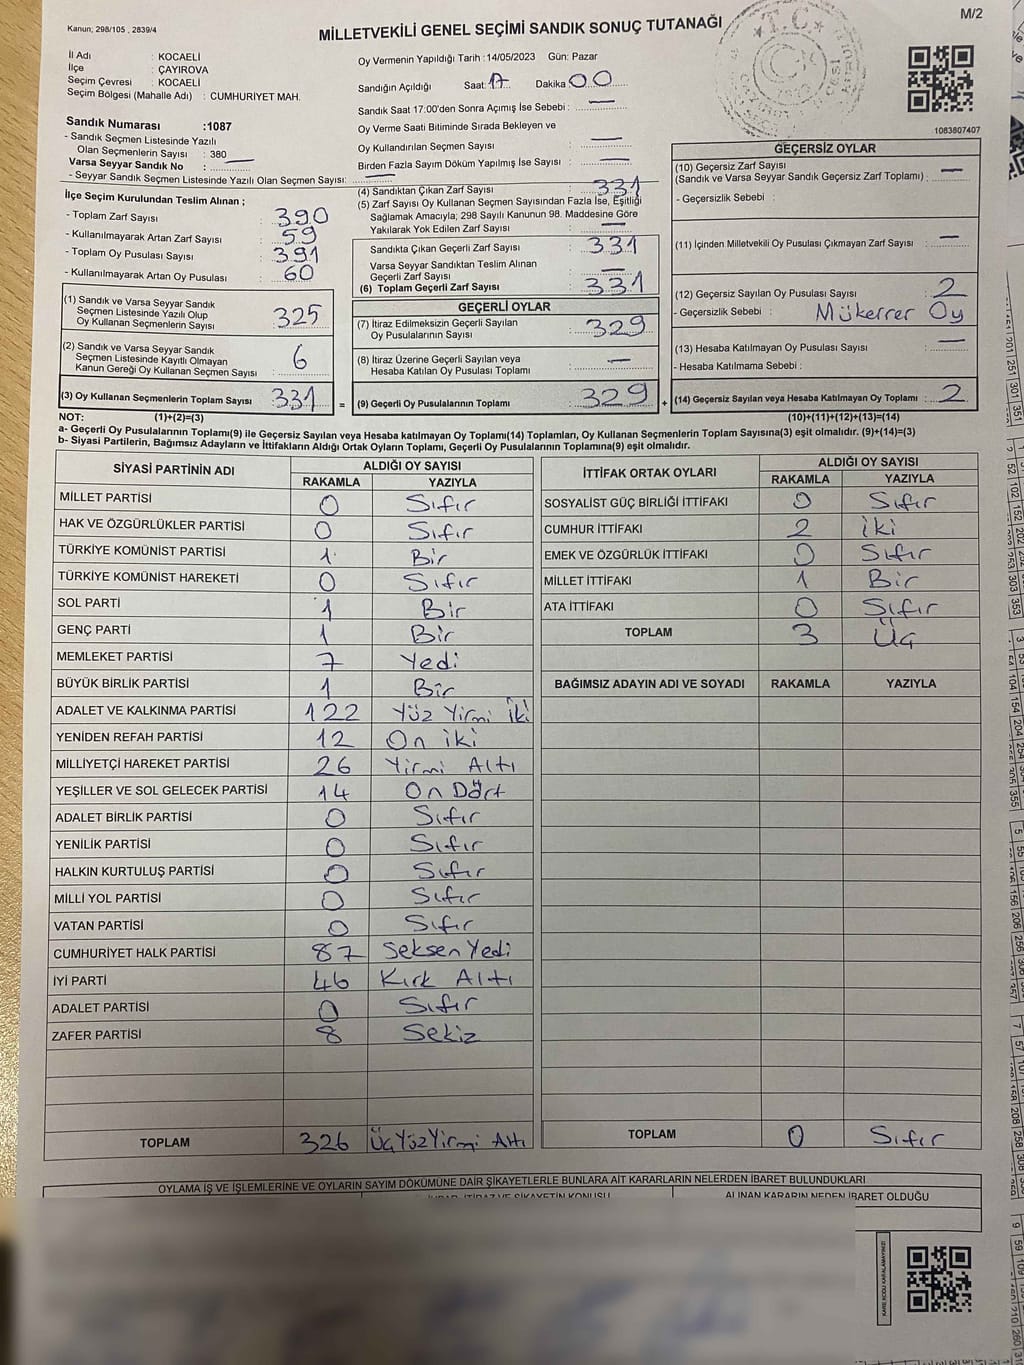 Kanun; 298/105 , 2839/4
MİLLETVEKİLİ GENEL SEÇİMİ SANDIK SONUÇ TUTANAĞI
M/2
T.C.
İl Adı : KOCAELİ
İlçe : ÇAYIROVA
Seçim Çevresi : KOCAELİ
Seçim Bölgesi (Mahalle Adı) : CUMHURİYET MAH.
Sandık Numarası :1087
- Sandık Seçmen Listesinde Yazılı
Olan Seçmenlerin Sayısı : 380
Varsa Seyyar Sandık No : —
- Seyyar Sandık Seçmen Listesinde Yazılı Olan Seçmen Sayısı: —
Oy Vermenin Yapıldığı Tarih :14/05/2023 Gün: Pazar
Sandığın Açıldığı Saat: 17 Dakika 00
Sandık Saat 17:00'den Sonra Açımış İse Sebebi : —
Oy Verme Saati Bitiminde Sırada Bekleyen ve
Oy Kullandırılan Seçmen Sayısı : —
Birden Fazla Sayım Döküm Yapılmış İse Sayısı : —
1083807407
İlçe Seçim Kurulundan Teslim Alınan ;
- Toplam Zarf Sayısı : 390
- Kullanılmayarak Artan Zarf Sayısı : 59
- Toplam Oy Pusulası Sayısı : 391
- Kullanılmayarak Artan Oy Pusulası : 60
(1) Sandık ve Varsa Seyyar Sandık
Seçmen Listesinde Yazılı Olup
Oy Kullanan Seçmenlerin Sayısı : 325
(2) Sandık ve Varsa Seyyar Sandık
Seçmen Listesinde Kayıtlı Olmayan
Kanun Gereği Oy Kullanan Seçmen Sayısı : 6
(3) Oy Kullanan Seçmenlerin Toplam Sayısı : 331
(4) Sandıktan Çıkan Zarf Sayısı : 331
(5) Zarf Sayısı Oy Kullanan Seçmen Sayısından Fazla İse, Eşitliği
Sağlamak Amacıyla; 298 Sayılı Kanunun 98. Maddesine Göre
Yakılarak Yok Edilen Zarf Sayısı : —
Sandıkta Çıkan Geçerli Zarf Sayısı : 331
Varsa Seyyar Sandıktan Teslim Alınan
Geçerli Zarf Sayısı : —
(6) Toplam Geçerli Zarf Sayısı : 331
GEÇERLİ OYLAR
(7) İtiraz Edilmeksizin Geçerli Sayılan
Oy Pusulalarının Sayısı : 329
(8) İtiraz Üzerine Geçerli Sayılan veya
Hesaba Katılan Oy Pusulası Toplamı : —
= (9) Geçerli Oy Pusulalarının Toplamı : 329 +
GEÇERSİZ OYLAR
(10) Geçersiz Zarf Sayısı
(Sandık ve Varsa Seyyar Sandık Geçersiz Zarf Toplamı) : —
- Geçersizlik Sebebi :
(11) İçinden Milletvekili Oy Pusulası Çıkmayan Zarf Sayısı : —
(12) Geçersiz Sayılan Oy Pusulası Sayısı : 2
- Geçersizlik Sebebi : Mükerrer Oy
(13) Hesaba Katılmayan Oy Pusulası Sayısı : —
- Hesaba Katılmama Sebebi :
(14) Geçersiz Sayılan veya Hesaba Katılmayan Oy Toplamı : 2
NOT: (1)+(2)=(3) (10)+(11)+(12)+(13)=(14)
a- Geçerli Oy Pusulalarının Toplamı(9) ile Geçersiz Sayılan veya Hesaba katılmayan Oy Toplamı(14) Toplamları, Oy Kullanan Seçmenlerin Toplam Sayısına(3) eşit olmalıdır. (9)+(14)=(3)
b- Siyasi Partilerin, Bağımsız Adayların ve İttifakların Aldığı Ortak Oyların Toplamı, Geçerli Oy Pusulalarının Toplamına(9) eşit olmalıdır.
SİYASİ PARTİNİN ADI ALDIĞI OY SAYISI
RAKAMLA YAZIYLA
MİLLET PARTİSİ 0 Sıfır
HAK VE ÖZGÜRLÜKLER PARTİSİ 0 Sıfır
TÜRKİYE KOMÜNİST PARTİSİ 1 Bir
TÜRKİYE KOMÜNİST HAREKETİ 0 Sıfır
SOL PARTİ 1 Bir
GENÇ PARTİ 1 Bir
MEMLEKET PARTİSİ 7 Yedi
BÜYÜK BİRLİK PARTİSİ 1 Bir
ADALET VE KALKINMA PARTİSİ 122 Yüz Yirmi İki
YENİDEN REFAH PARTİSİ 12 On iki
MİLLİYETÇİ HAREKET PARTİSİ 26 Yirmi Altı
YEŞİLLER VE SOL GELECEK PARTİSİ 14 On Dört
ADALET BİRLİK PARTİSİ 0 Sıfır
YENİLİK PARTİSİ 0 Sıfır
HALKIN KURTULUŞ PARTİSİ 0 Sıfır
MİLLİ YOL PARTİSİ 0 Sıfır
VATAN PARTİSİ 0 Sıfır
CUMHURİYET HALK PARTİSİ 87 Seksen Yedi
İYİ PARTİ 46 Kırk Altı
ADALET PARTİSİ 0 Sıfır
ZAFER PARTİSİ 8 Sekiz
TOPLAM 326 Üç Yüz Yirmi Altı
İTTİFAK ORTAK OYLARI ALDIĞI OY SAYISI
RAKAMLA YAZIYLA
SOSYALİST GÜÇ BİRLİĞİ İTTİFAKI 0 Sıfır
CUMHUR İTTİFAKI 2 İki
EMEK VE ÖZGÜRLÜK İTTİFAKI 0 Sıfır
MİLLET İTTİFAKI 1 Bir
ATA İTTİFAKI 0 Sıfır
TOPLAM 3 Üç
BAĞIMSIZ ADAYIN ADI VE SOYADI RAKAMLA YAZIYLA
TOPLAM 0 Sıfır
OYLAMA İŞ VE İŞLEMLERİNE VE OYLARIN SAYIM DÖKÜMÜNE DAİR ŞİKAYETLERLE BUNLARA AİT KARARLARIN NELERDEN İBARET BULUNDUKLARI
İTİRAZ VE ŞİKAYETİN KONUSU ALINAN KARARIN NEDEN İBARET OLDUĞU
KARE KODU KARALAMAYINIZ!